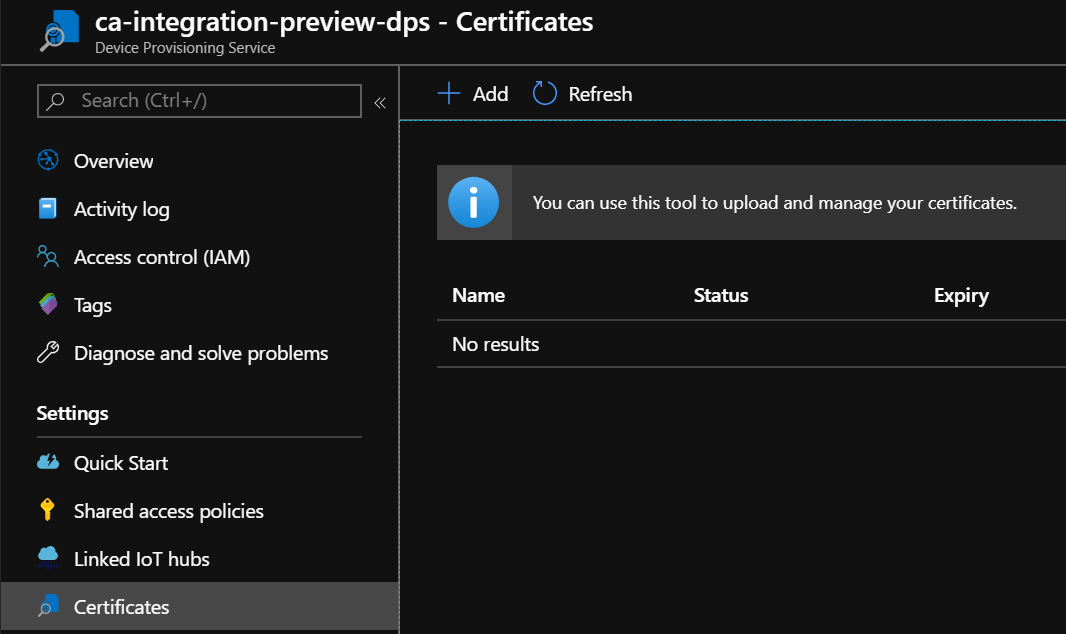 ca-integration-preview-dps - Certificates
Device Provisioning Service
Search (Ctrl+/)
«
Overview
Activity log
Access control (IAM)
Tags
Diagnose and solve problems
Settings
Quick Start
Shared access policies
Linked IoT hubs
Certificates
Add Refresh
You can use this tool to upload and manage your certificates.
Name Status Expiry
No results